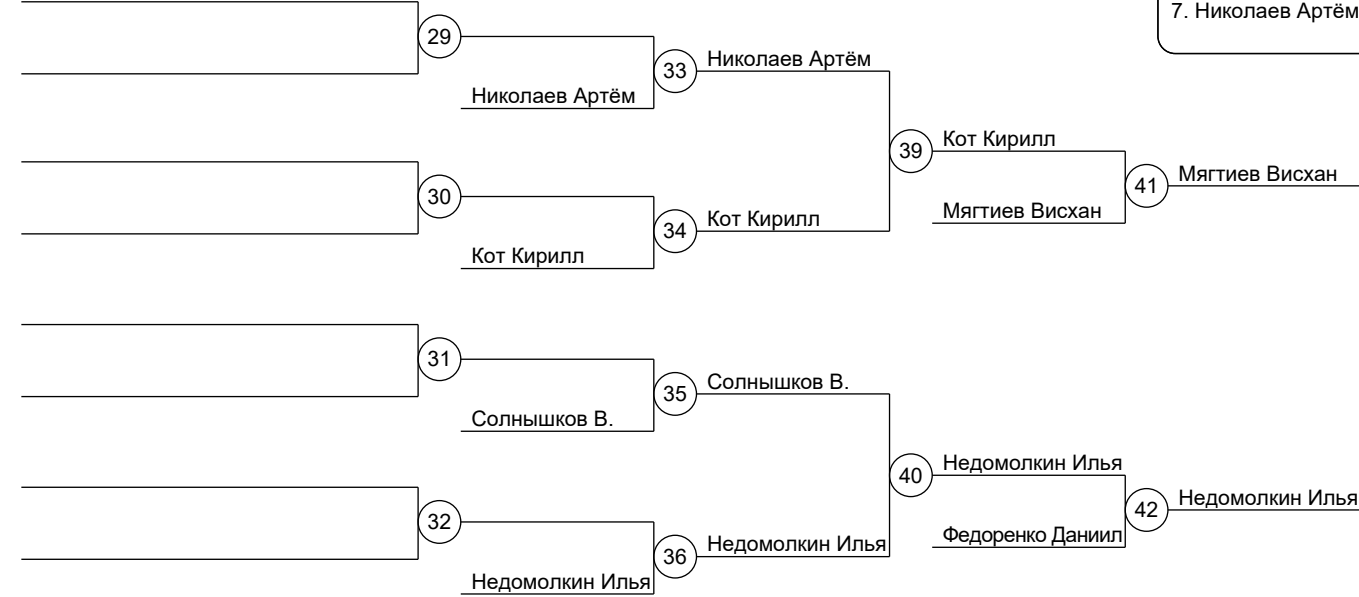 7. Николаев Артём
29
33
Николаев Артём
Николаев Артём
39
Кот Кирилл
30
34
Кот Кирилл
41
Мягтиев Висхан
Мягтиев Висхан
Кот Кирилл
31
35
Солнышков В.
Солнышков В.
40
Недомолкин Илья
42
Недомолкин Илья
32
Федоренко Даниил
36
Недомолкин Илья
Недомолкин Илья